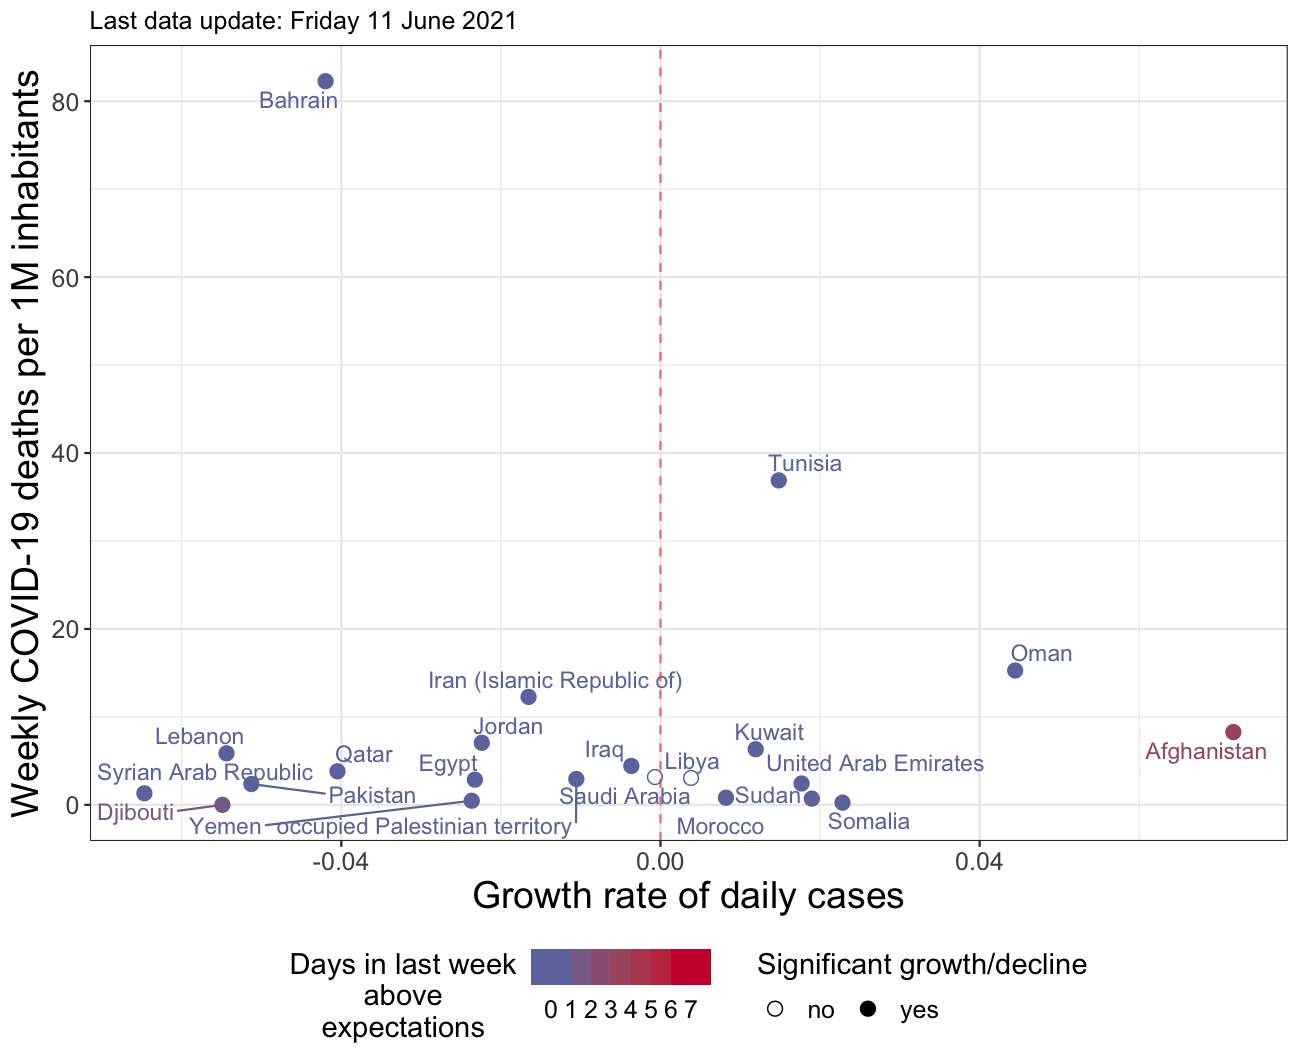 Last data update: Friday 11 June 2021
Weekly COVID-19 deaths per 1M inhabitants
80
60
40
20
0
Bahrain
Tunisia
Oman
Iran (Islamic Republic of)
Jordan
Kuwait
Afghanistan
Lebanon
Qatar
Iraq
Libya
Egypt
United Arab Emirates
Syrian Arab Republic
Pakistan
Saudi Arabia
Sudan
Djibouti
Yemen
occupied Palestinian territory
Morocco
Somalia
-0.04
0.00
0.04
Growth rate of daily cases
Days in last week
above
expectations
0 1 2 3 4 5 6 7
Significant growth/decline
no
yes